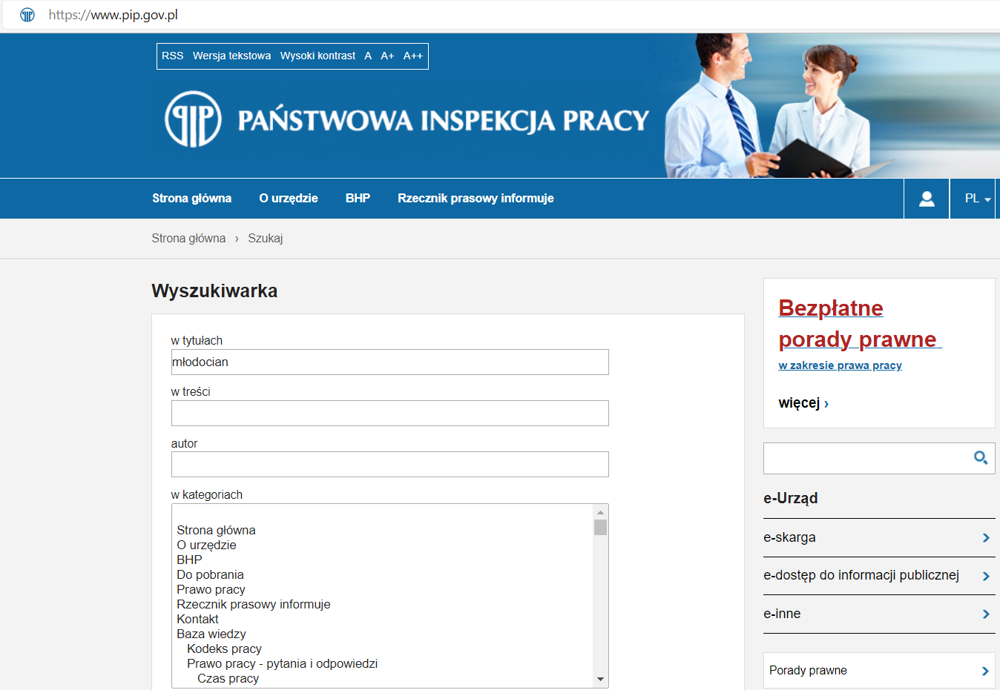 https://www.pip.gov.pl
RSS Wersja tekstowa Wysoki kontrast A A+ A++
PIP PAŃSTWOWA INSPEKCJA PRACY
Strona główna O urzędzie BHP Rzecznik prasowy informuje PL
Strona główna › Szukaj
Wyszukiwarka
w tytułach
młodocian
w treści
autor
w kategoriach
Strona główna
O urzędzie
BHP
Do pobrania
Prawo pracy
Rzecznik prasowy informuje
Kontakt
Baza wiedzy
Kodeks pracy
Prawo pracy - pytania i odpowiedzi
Czas pracy
Bezpłatne
porady prawne
w zakresie prawa pracy
więcej ›
e-Urząd
e-skarga
e-dostęp do informacji publicznej
e-inne
Porady prawne